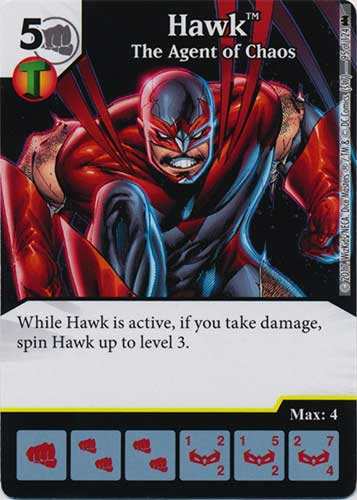 5
Hawk™
The Agent of Chaos
T
While Hawk is active, if you take damage,
spin Hawk up to level 3.
Max: 4
1 2 2
1 5 2
2 7 4